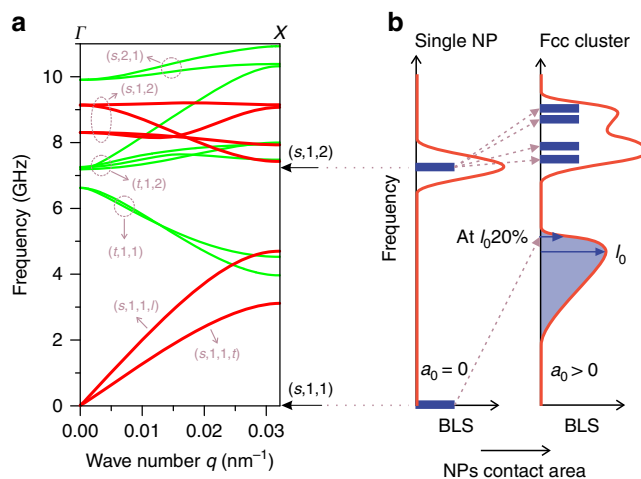 a
Γ
X
10
8
6
4
2
0
Frequency (GHz)
0.00
0.01
0.02
0.03
Wave number q (nm⁻¹)
(s,2,1)
(s,1,2)
(t,1,2)
(t,1,1)
(s,1,1,l)
(s,1,1,t)
(s,1,2)
(s,1,1)
b
Single NP
Fcc cluster
Frequency
At I₀20%
I₀
a₀ = 0
a₀ > 0
BLS
BLS
NPs contact area